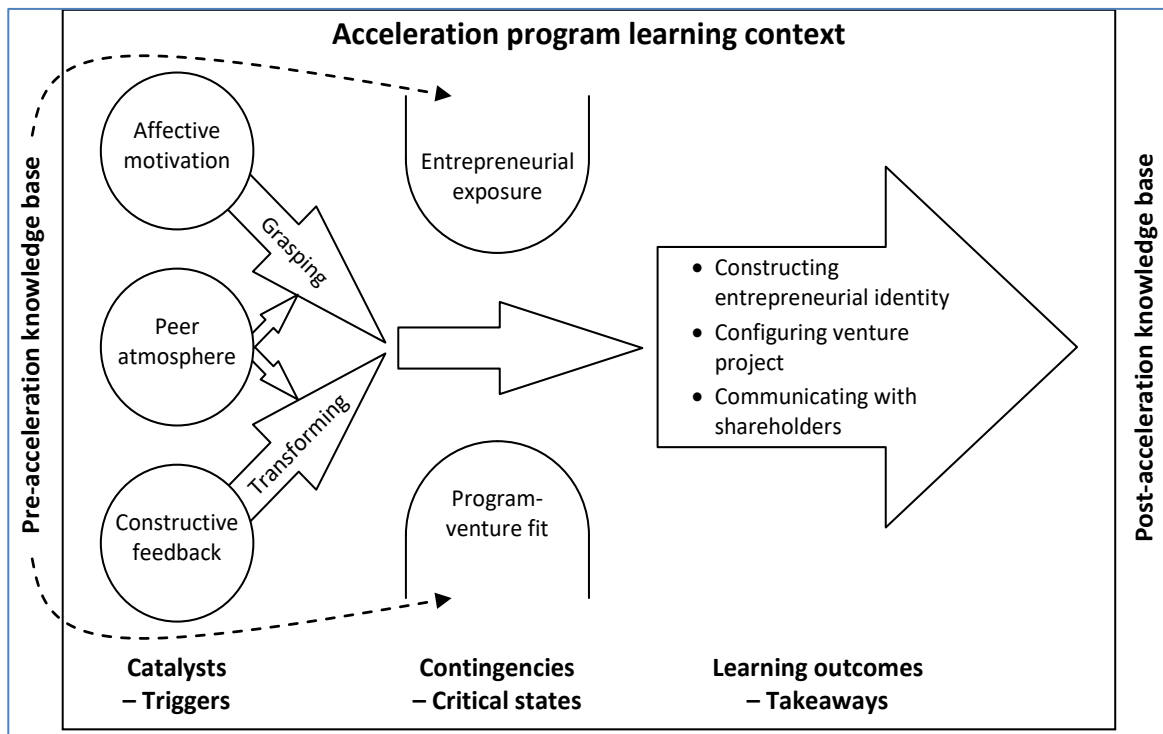 Acceleration program learning context
Pre-acceleration knowledge base
Affective
motivation
Grasping
Peer
atmosphere
Transforming
Constructive
feedback
Entrepreneurial
exposure
Program-
venture fit
• Constructing
entrepreneurial identity
• Configuring venture
project
• Communicating with
shareholders
Post-acceleration knowledge base
Catalysts
– Triggers
Contingencies
– Critical states
Learning outcomes
– Takeaways